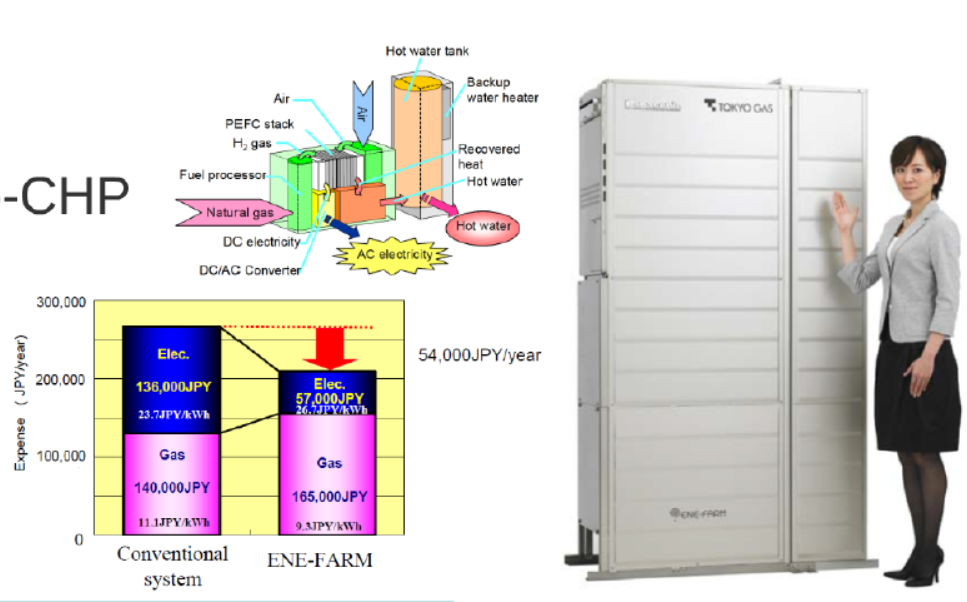 -CHP
Hot water tank
Backup
water heater
Air
Air
PEFC stack
H₂ gas
Fuel processor
Recovered
heat
Hot water
Natural gas
Hot water
DC electricity
AC electricity
DC/AC Converter
300,000
200,000
100,000
0
Expense ( JPY/year)
Elec.
136,000JPY
23.7JPY/kWh
Gas
140,000JPY
11.1JPY/kWh
Elec.
57,000JPY
26.7JPY/kWh
Gas
165,000JPY
9.3JPY/kWh
54,000JPY/year
Conventional
system
ENE-FARM
Panasonic
TOKYO GAS
ENE-FARM